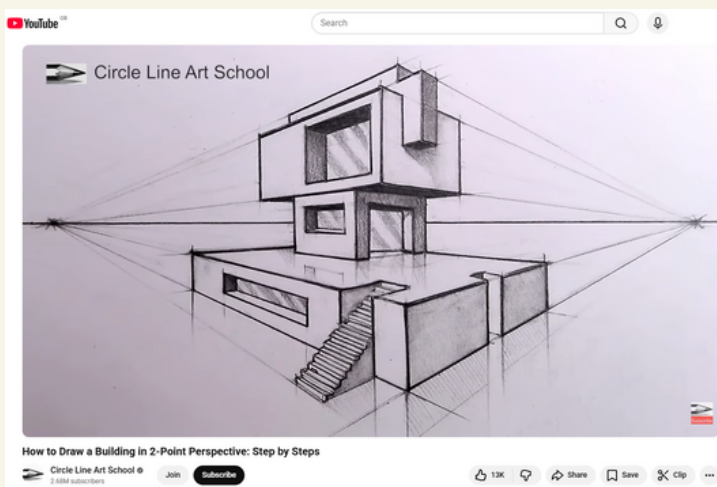 YouTube GB
Search
Circle Line Art School
How to Draw a Building in 2-Point Perspective: Step by Steps
Circle Line Art School
2.68M subscribers
Join
Subscribe
13K
Share
Save
Clip